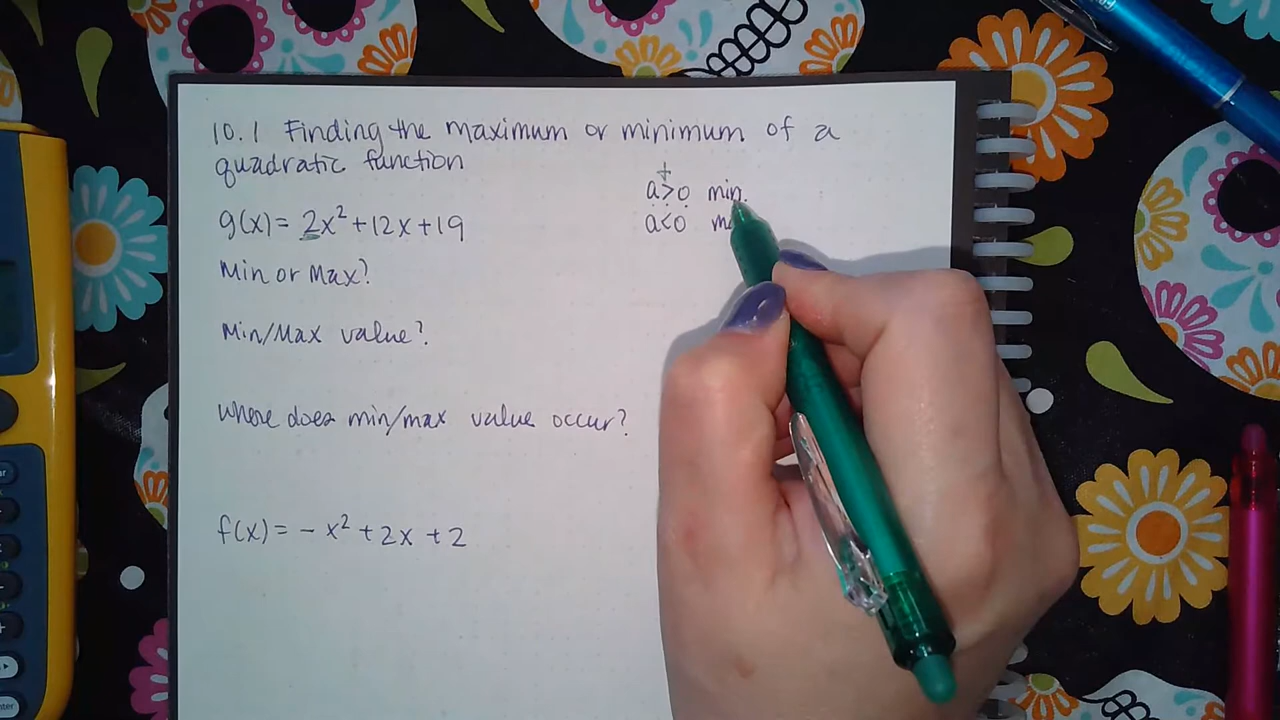 10.1 Finding the maximum or minimum of a
quadratic function
+
a>0 min.
a<0
g(x)= 2x²+12x+19
Min or Max?
Min/Max value?
where does min/max value occur?
f(x)= -x²+2x+2